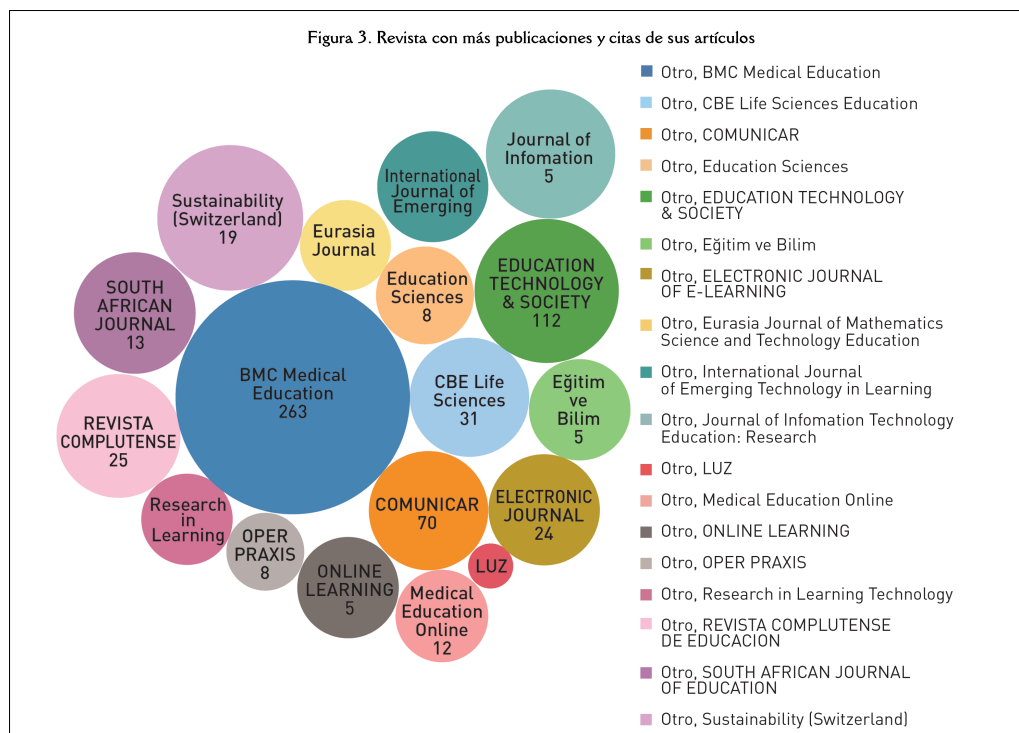 Figura 3. Revista con más publicaciones y citas de sus artículos
Journal of
Infomation
5
International
Journal of
Emerging
Sustainability
(Switzerland)
19
Eurasia
Journal
EDUCATION
TECHNOLOGY
& SOCIETY
112
Education
Sciences
8
SOUTH
AFRICAN
JOURNAL
13
BMC Medical
Education
263
CBE Life
Sciences
31
Eğitim
ve
Bilim
5
REVISTA
COMPLUTENSE
25
COMUNICAR
70
ELECTRONIC
JOURNAL
24
Research
in
Learning
OPER
PRAXIS
8
ONLINE
LEARNING
5
LUZ
Medical
Education
Online
12
Otro, BMC Medical Education
Otro, CBE Life Sciences Education
Otro, COMUNICAR
Otro, Education Sciences
Otro, EDUCATION TECHNOLOGY
& SOCIETY
Otro, Eğitim ve Bilim
Otro, ELECTRONIC JOURNAL
OF E-LEARNING
Otro, Eurasia Journal of Mathematics
Science and Technology Education
Otro, International Journal
of Emerging Technology in Learning
Otro, Journal of Infomation Technology
Education: Research
Otro, LUZ
Otro, Medical Education Online
Otro, ONLINE LEARNING
Otro, OPER PRAXIS
Otro, Research in Learning Technology
Otro, REVISTA COMPLUTENSE
DE EDUCACION
Otro, SOUTH AFRICAN JOURNAL
OF EDUCATION
Otro, Sustainability (Switzerland)